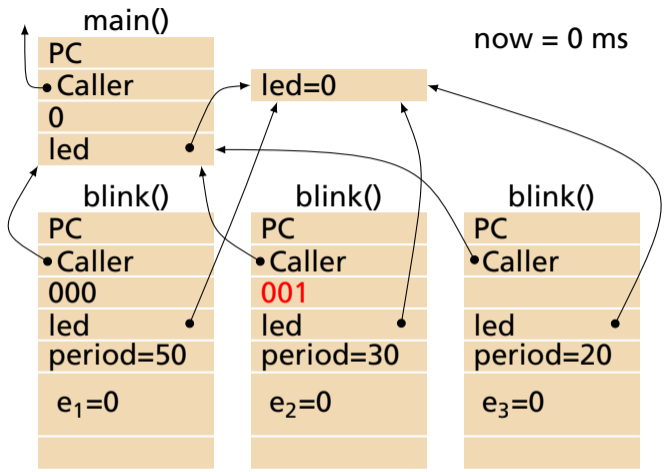 main()
PC
Caller
0
led
led=0
now = 0 ms
blink()
PC
Caller
000
led
period=50
e₁=0
blink()
PC
Caller
001
led
period=30
e₂=0
blink()
PC
Caller
led
period=20
e₃=0